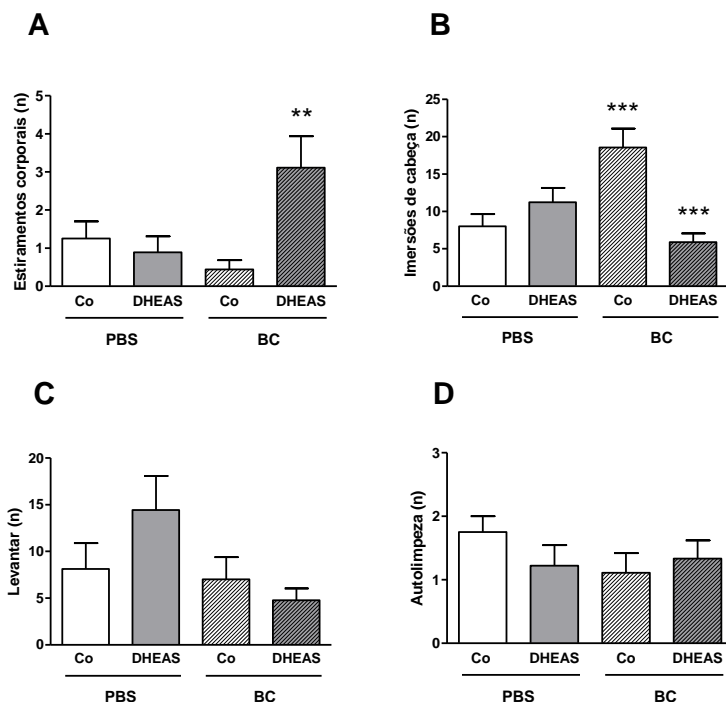 A
Estiramentos corporais (n)
5
4
3
2
1
0
**
Co DHEAS Co DHEAS
PBS BC
B
Imersões de cabeça (n)
25
20
15
10
5
0
***
***
Co DHEAS Co DHEAS
PBS BC
C
Levantar (n)
20
15
10
5
0
Co DHEAS Co DHEAS
PBS BC
D
Autolimpeza (n)
3
2
1
0
Co DHEAS Co DHEAS
PBS BC